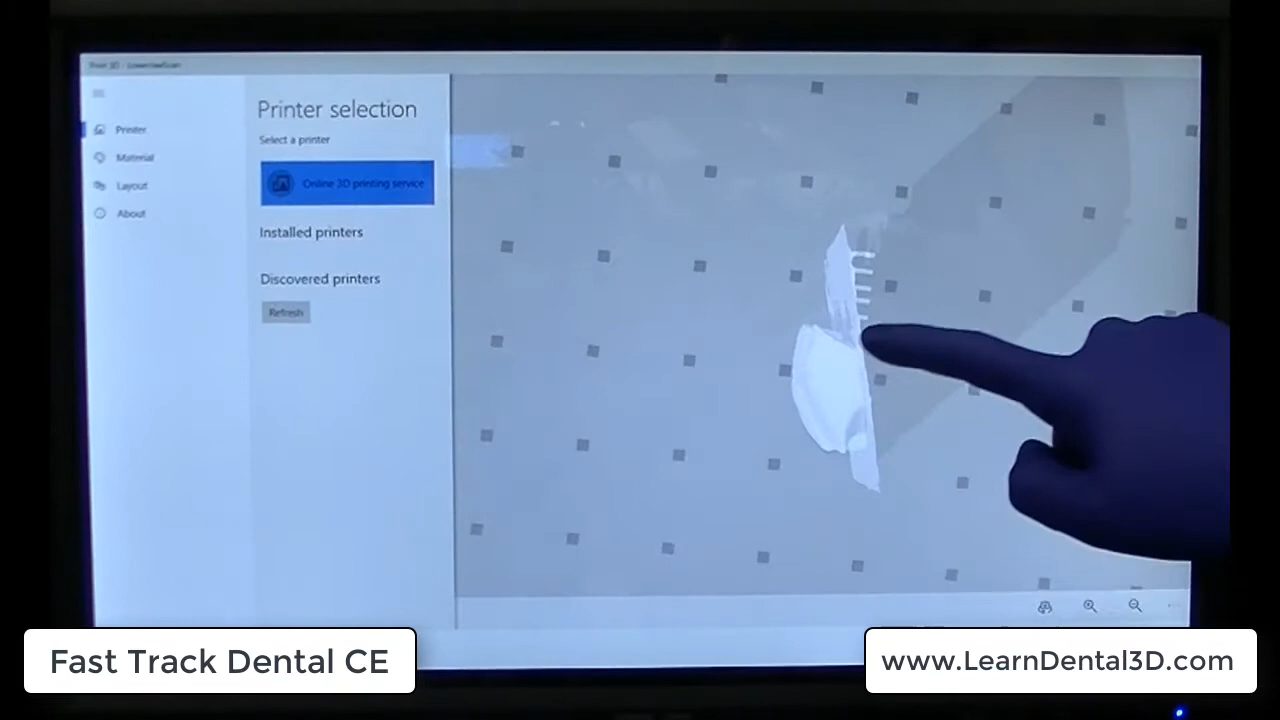 Printer selection
Printer
Select a printer
Material
Online 3D printing service
Layout
About
Installed printers
Discovered printers
Refresh
Fast Track Dental CE
www.LearnDental3D.com